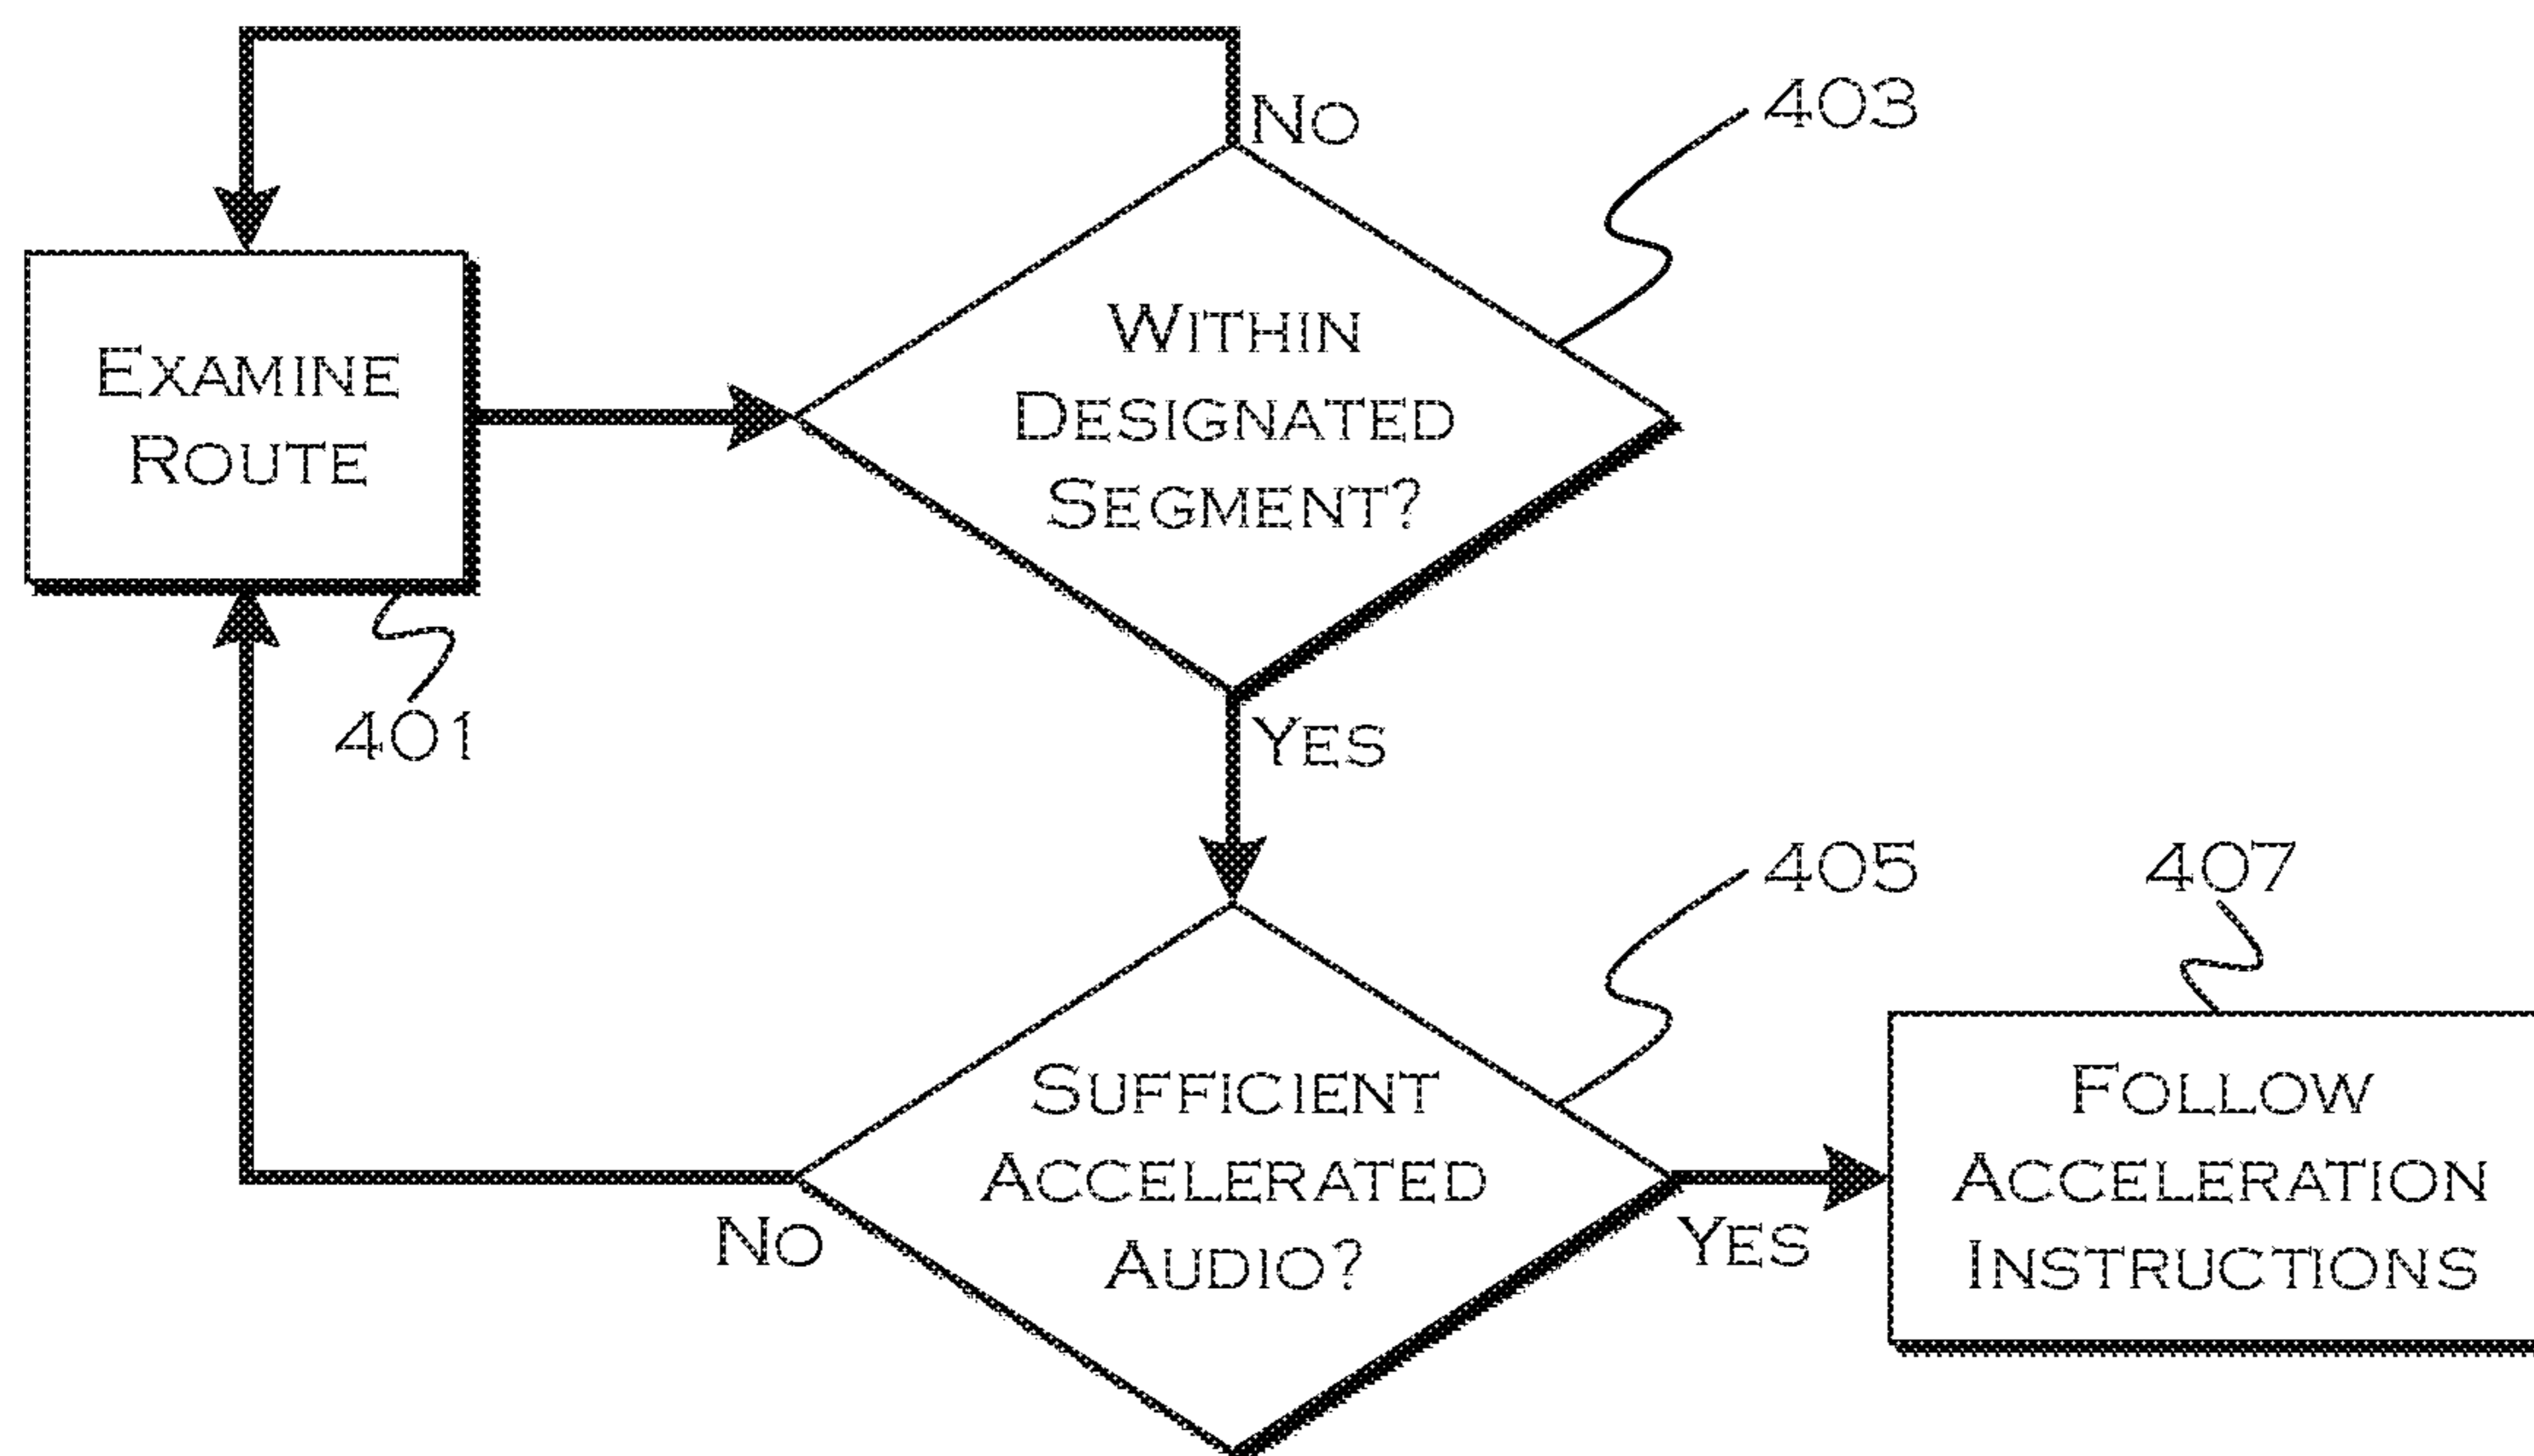 NO
403
WITHIN
DESIGNATED
SEGMENT?
EXAMINE
ROUTE
401
YES
405
407
SUFFICIENT
ACCELERATED
AUDIO?
NO
YES
FOLLOW
ACCELERATION
INSTRUCTIONS